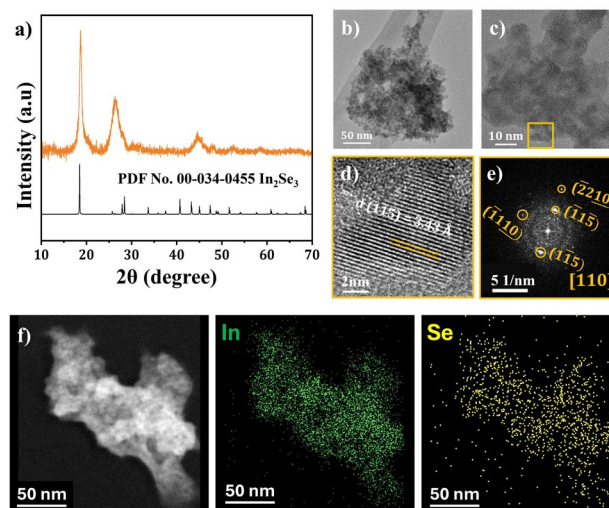 a)
Intensity (a.u)
PDF No. 00-034-0455 In₂Se₃
10 20 30 40 50 60 70
2θ (degree)
b)
50 nm
c)
10 nm
d)
d (115) - 3.43 Å
2nm
e)
(2̅210)
(1̅15)
(1̅110)
(11̅5̅)
[110]
5 1/nm
f)
50 nm
In
50 nm
Se
50 nm